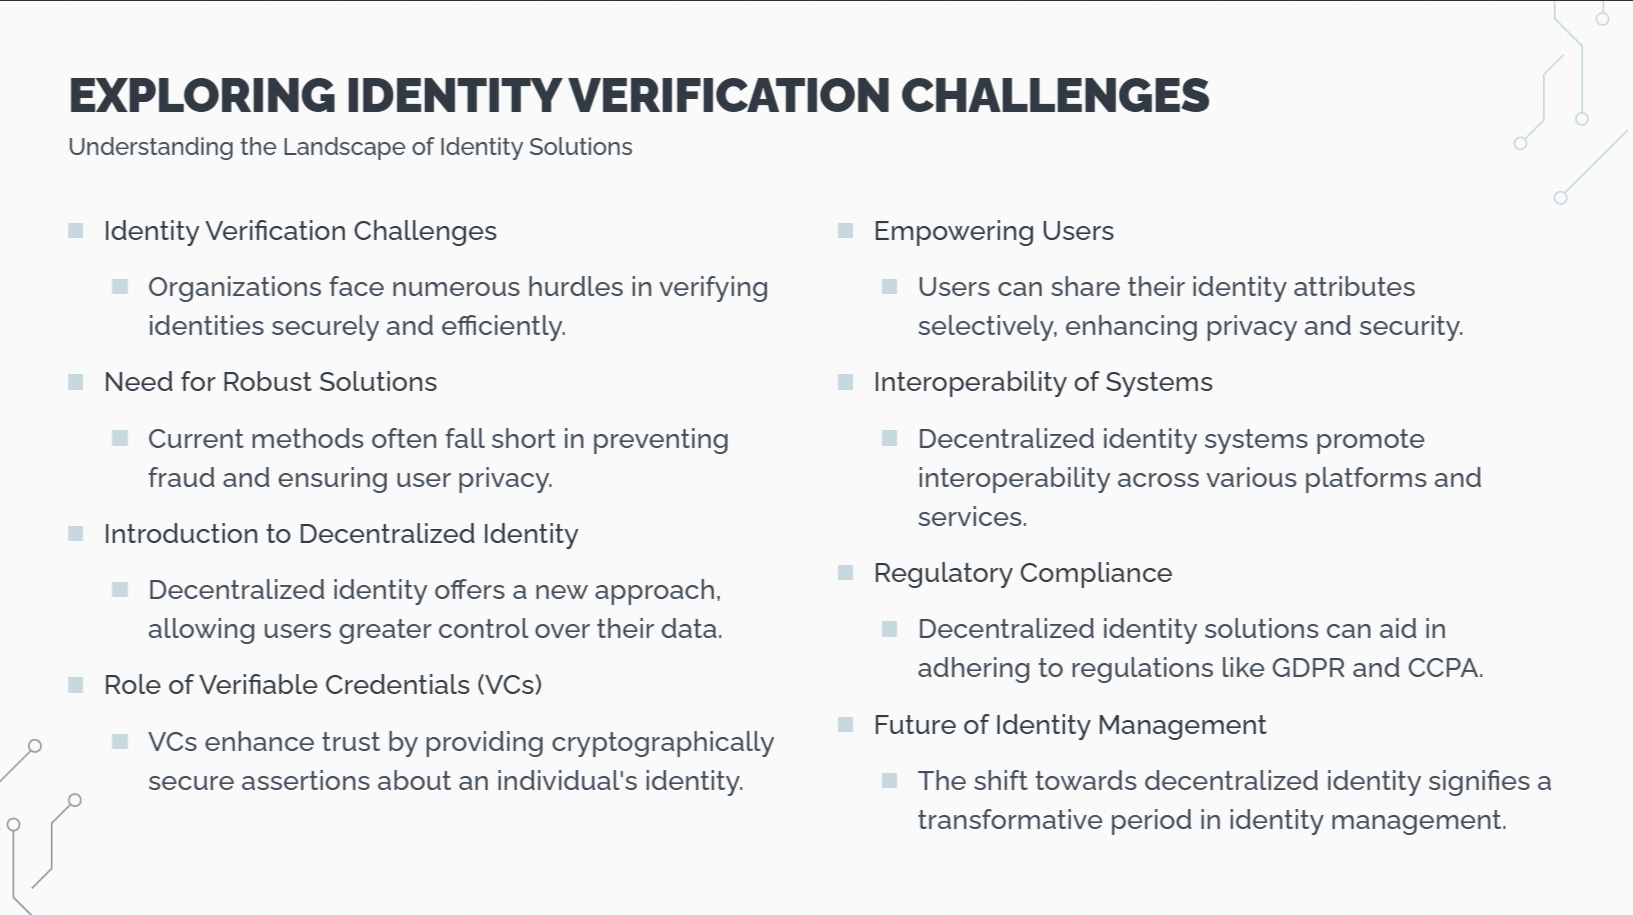 EXPLORING IDENTITY VERIFICATION CHALLENGES
Understanding the Landscape of Identity Solutions
Identity Verification Challenges
Organizations face numerous hurdles in verifying
identities securely and efficiently.
Need for Robust Solutions
Current methods often fall short in preventing
fraud and ensuring user privacy.
Introduction to Decentralized Identity
Decentralized identity offers a new approach,
allowing users greater control over their data.
Role of Verifiable Credentials (VCs)
VCs enhance trust by providing cryptographically
secure assertions about an individual's identity.
Empowering Users
Users can share their identity attributes
selectively, enhancing privacy and security.
Interoperability of Systems
Decentralized identity systems promote
interoperability across various platforms and
services.
Regulatory Compliance
Decentralized identity solutions can aid in
adhering to regulations like GDPR and CCPA.
Future of Identity Management
The shift towards decentralized identity signifies a
transformative period in identity management.